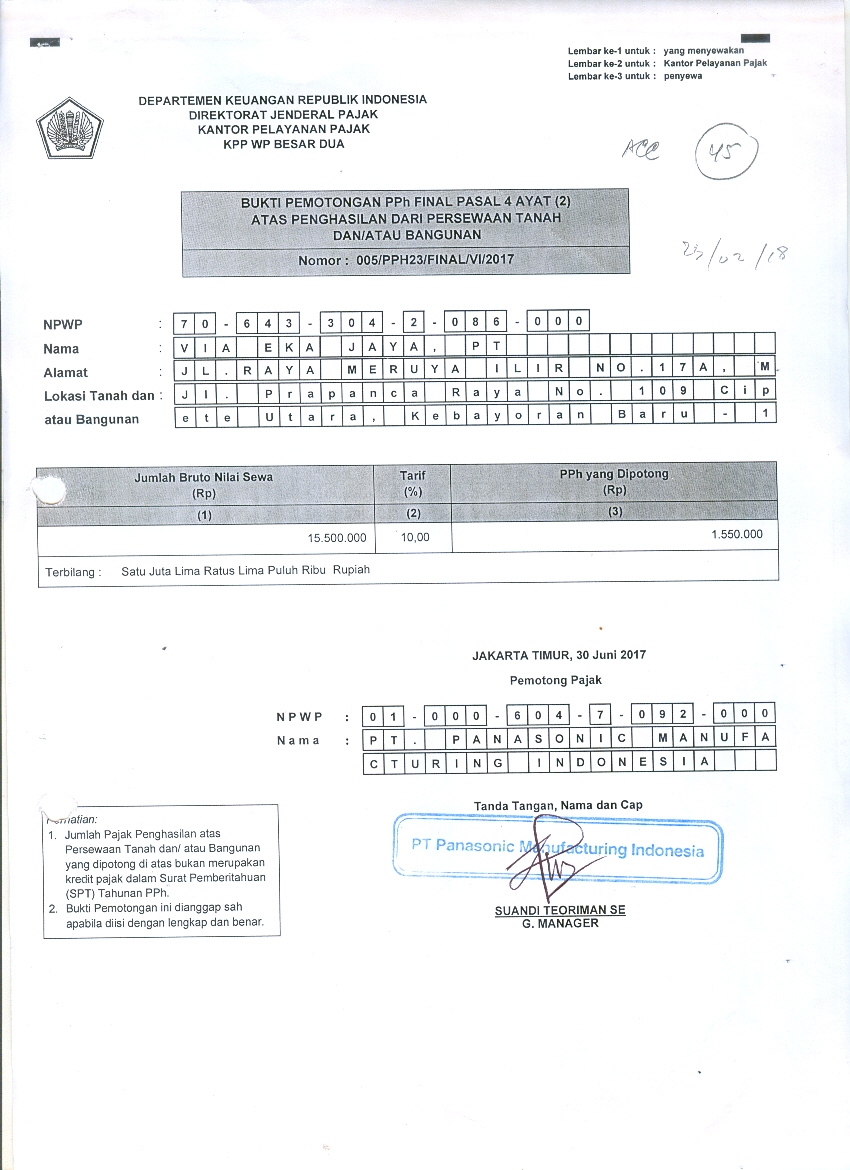 Lembar ke-1 untuk : yang menyewakan
Lembar ke-2 untuk : Kantor Pelayanan Pajak
Lembar ke-3 untuk : penyewa
DEPARTEMEN KEUANGAN REPUBLIK INDONESIA
DIREKTORAT JENDERAL PAJAK
KANTOR PELAYANAN PAJAK
KPP WP BESAR DUA
ACC 45
BUKTI PEMOTONGAN PPh FINAL PASAL 4 AYAT (2)
ATAS PENGHASILAN DARI PERSEWAAN TANAH
DAN/ATAU BANGUNAN
Nomor : 005/PPH23/FINAL/VI/2017
23/02/18
NPWP : 70-643-304-2-086-000
Nama : VIA EKA JAYA, PT
Alamat : JL.RAYA MERUYA ILIR NO.17A, M
Lokasi Tanah dan : Jl. Prapanca Raya No. 109 Cip
atau Bangunan ete Utara, Kebayoran Baru - 1
Jumlah Bruto Nilai Sewa (Rp) Tarif (%) PPh yang Dipotong (Rp)
(1) (2) (3)
15.500.000 10,00 1.550.000
Terbilang : Satu Juta Lima Ratus Lima Puluh Ribu Rupiah
JAKARTA TIMUR, 30 Juni 2017
Pemotong Pajak
NPWP : 01-000-604-7-092-000
Nama : PT. PANASONIC MANUFA
CTURING INDONESIA
Tanda Tangan, Nama dan Cap
PT Panasonic Manufacturing Indonesia
SUANDI TEORIMAN SE
G. MANAGER
1. Jumlah Pajak Penghasilan atas
Persewaan Tanah dan/ atau Bangunan
yang dipotong di atas bukan merupakan
kredit pajak dalam Surat Pemberitahuan
(SPT) Tahunan PPh.
2. Bukti Pemotongan ini dianggap sah
apabila diisi dengan lengkap dan benar.